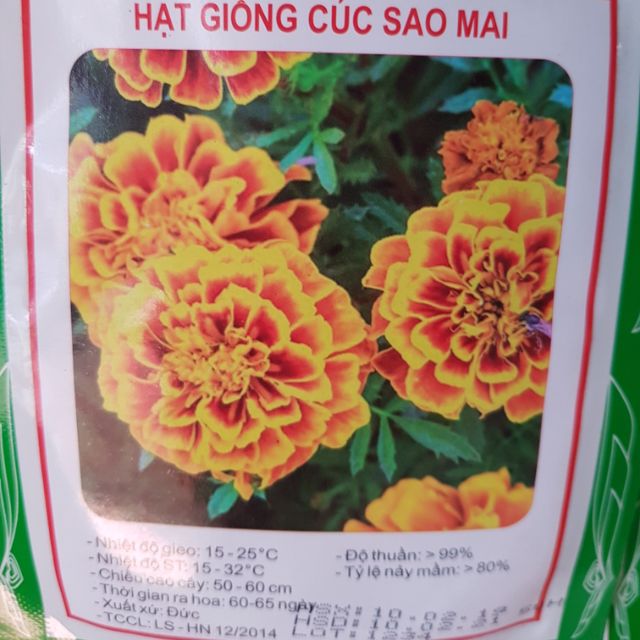 HẠT GIỐNG CÚC SAO MAI
- Nhiệt độ gieo: 15 - 25°C
- Nhiệt độ ST: 15 - 32°C
- Chiều cao cây: 50 - 60 cm
- Thời gian ra hoa: 60-65 ngày
- Xuất xứ: Đức
- TCCL: LS - HN 12/2014
- Độ thuần: > 99%
- Tỷ lệ nảy mầm: > 80%
HSD=
LOT=